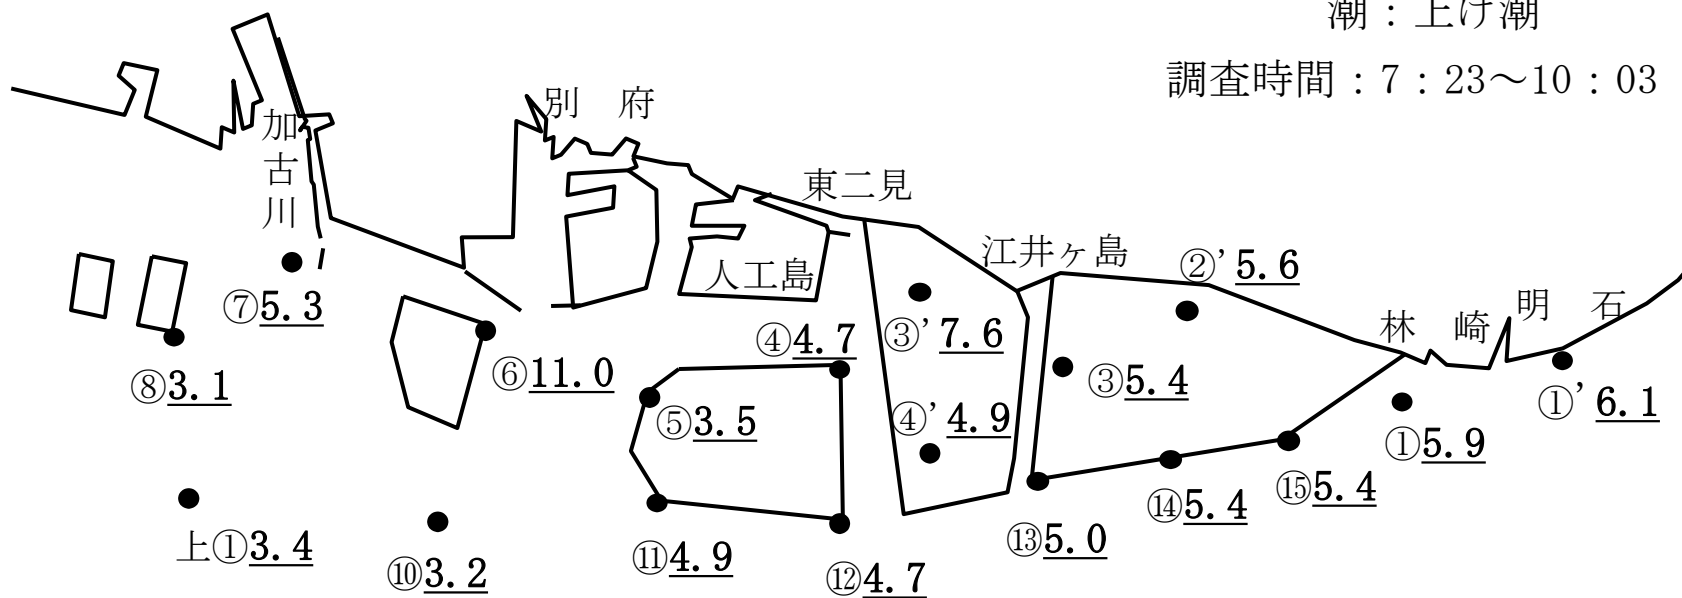 潮：上げ潮
調査時間：7：23～10：03
別　府
加古川
東二見
江井ヶ島
②’5.6
人工島
明　石
林　崎
⑦5.3
④4.7
③’7.6
⑧3.1
⑥11.0
③5.4
①’6.1
⑤3.5
④’4.9
①5.9
⑮5.4
⑭5.4
上①3.4
⑬5.0
⑩3.2
⑪4.9
⑫4.7